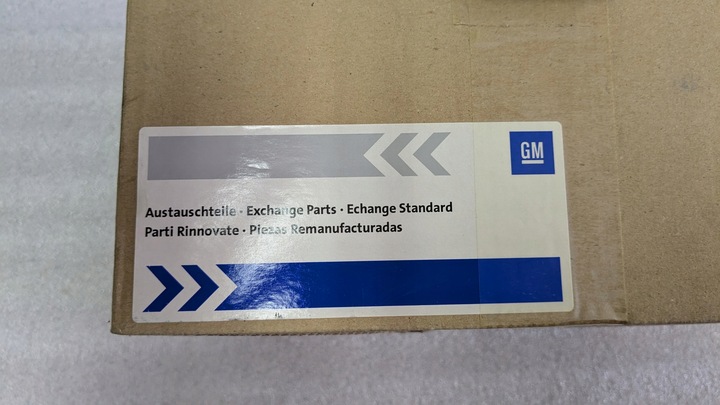 GM
Austauschteile · Exchange Parts · Echange Standard
Parti Rinnovate · Piezas Remanufacturadas